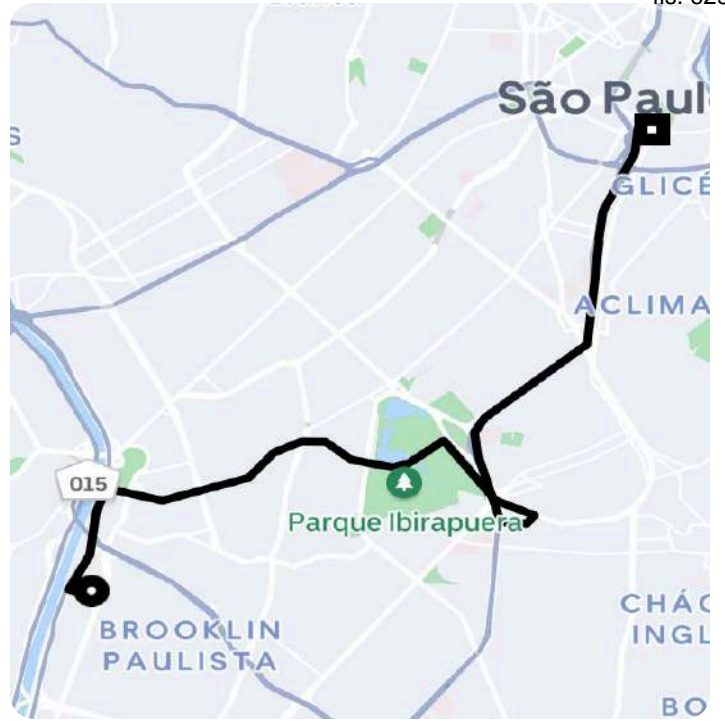 São Paul
GLICÉ
ACLIMA
S
015
Parque Ibirapuera
BROOKLIN
PAULISTA
CHÁC
INGL
BO